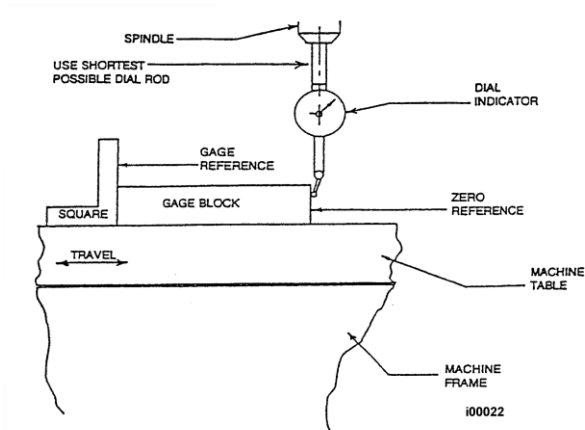 SPINDLE
USE SHORTEST
POSSIBLE DIAL ROD
DIAL
INDICATOR
GAGE
REFERENCE
ZERO
REFERENCE
SQUARE
GAGE BLOCK
TRAVEL
MACHINE
TABLE
MACHINE
FRAME
i00022